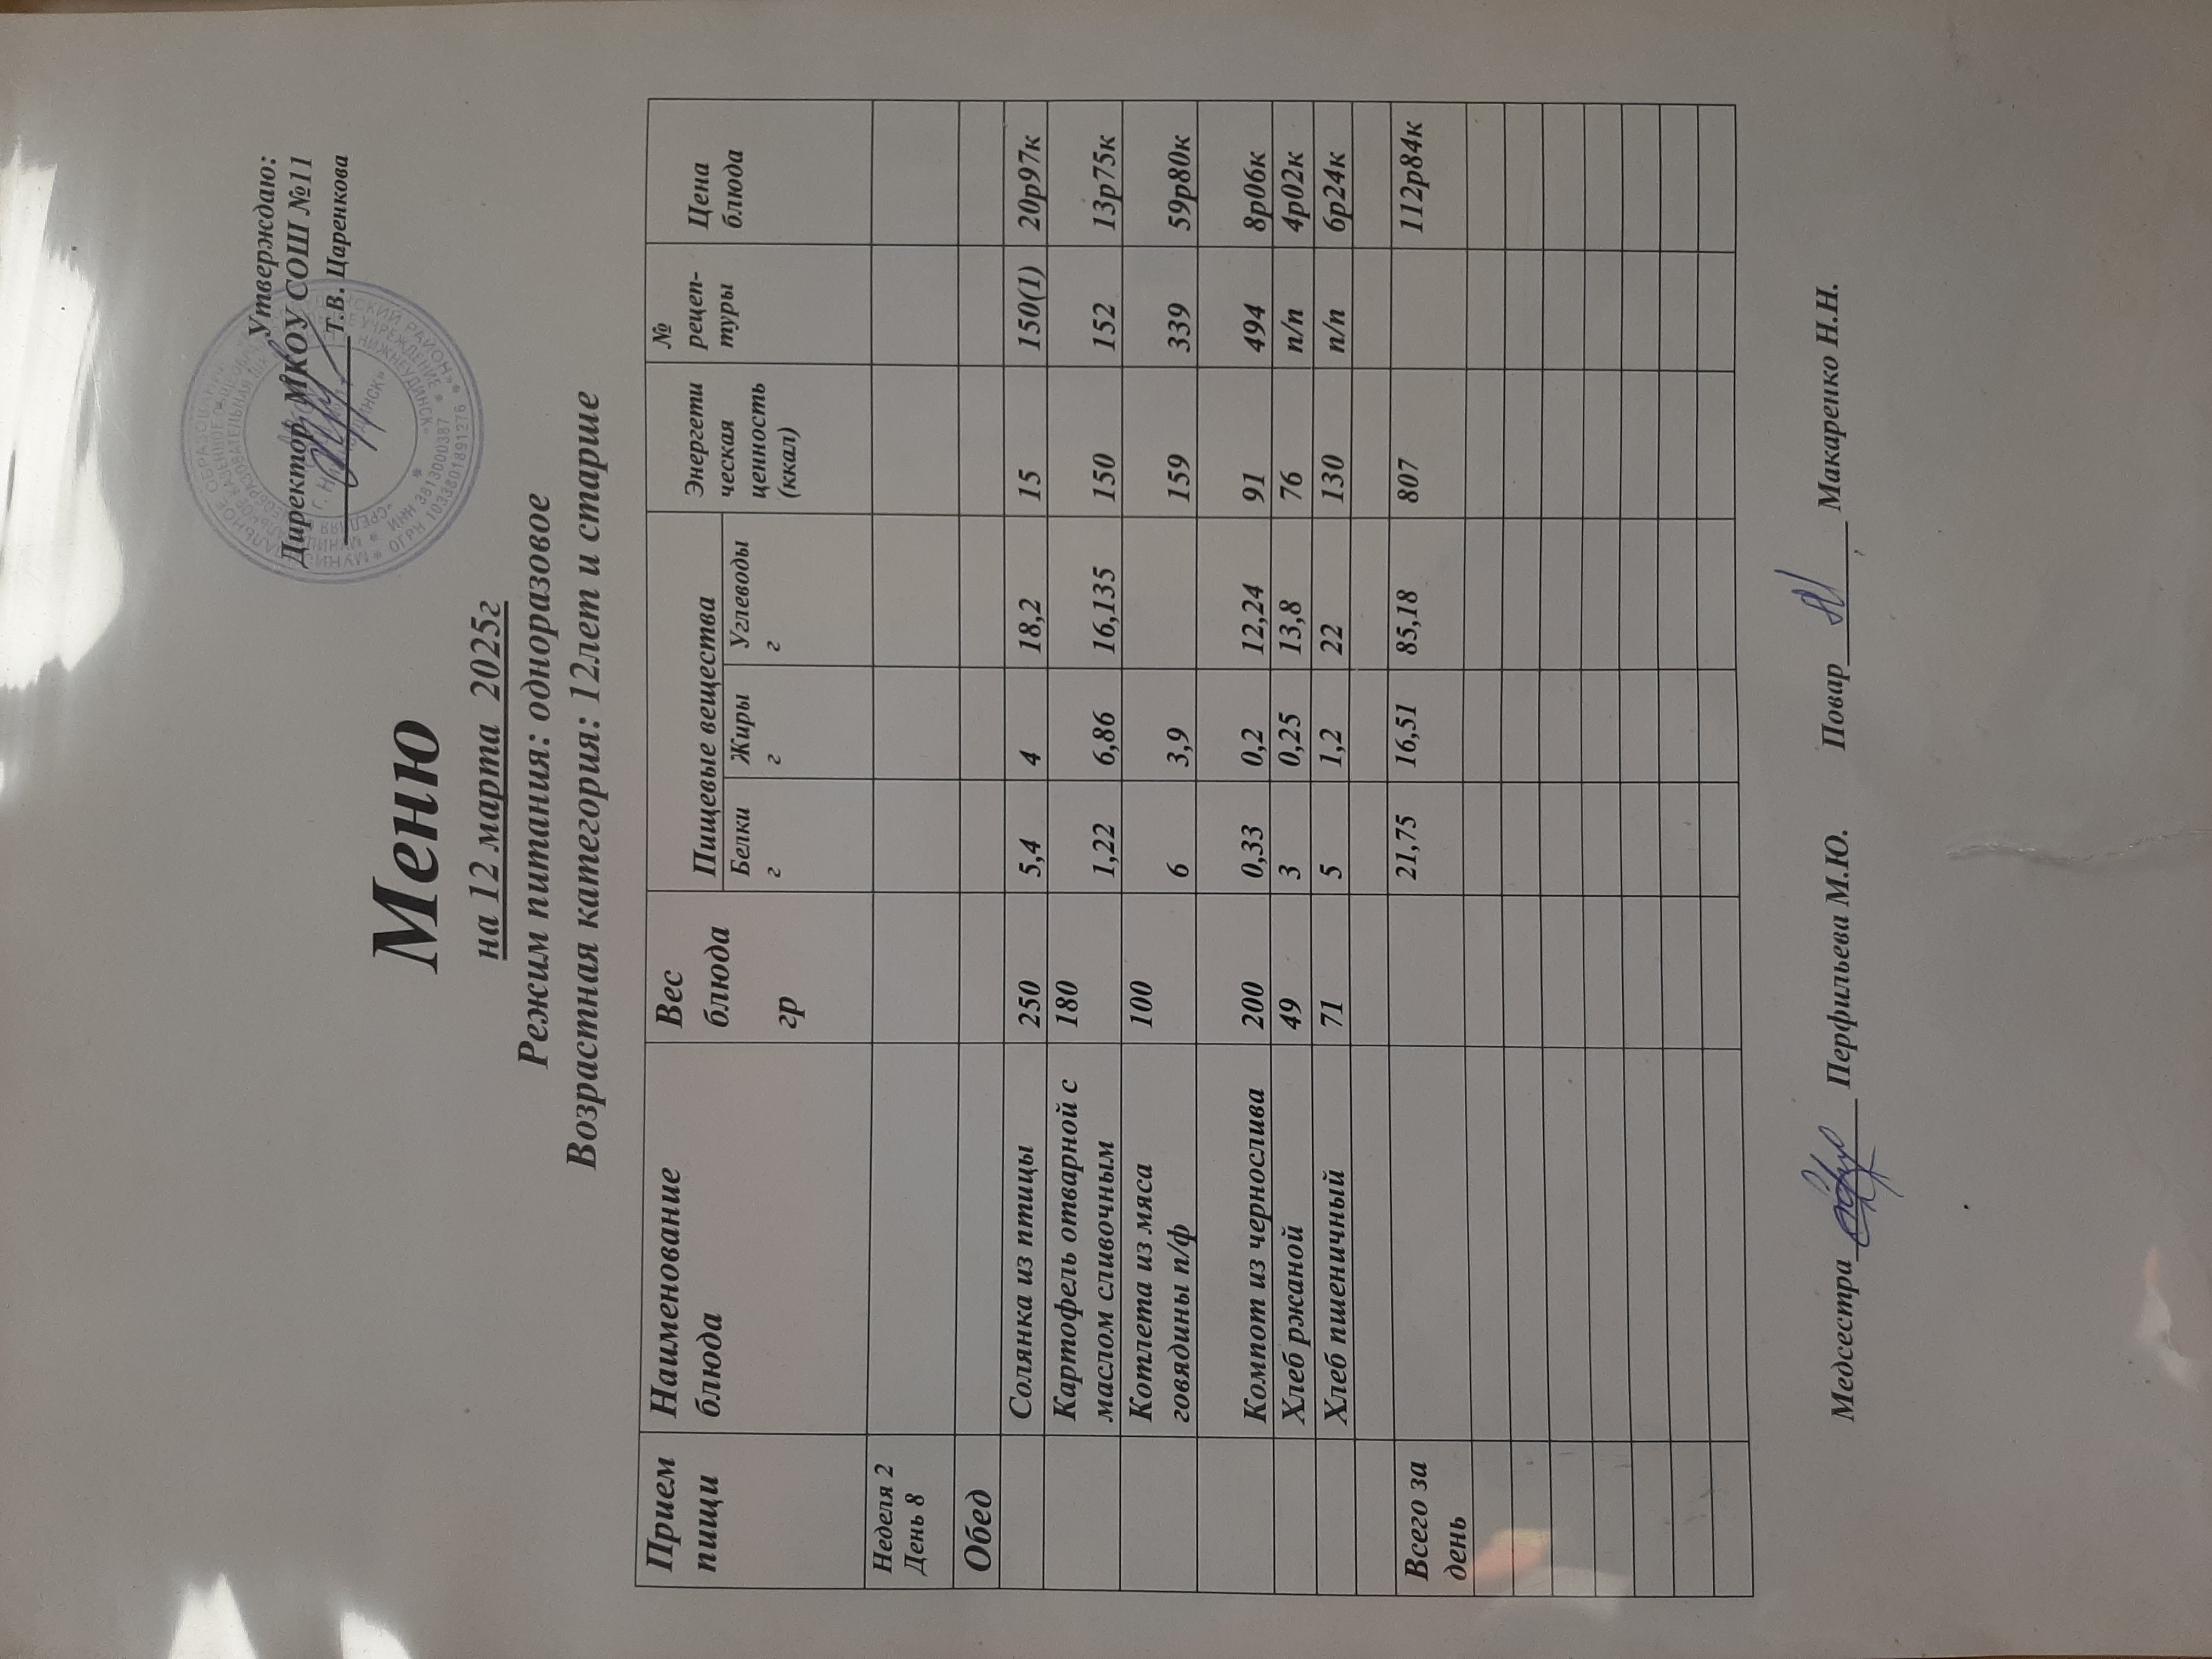 Утверждаю:
Директор МКОУ СОШ №11
Т.В. Царенкова
Меню
на 12 марта 2025г
Режим питания: одноразовое
Возрастная категория: 12лет и старше
Прием пищи Наименование блюда Вес блюда гр Пищевые вещества Энергети ческая ценность (ккал) № рецеп- туры Цена блюда
Белки г Жиры г Углеводы г
Неделя 2
День 8
Обед
Солянка из птицы 250 5,4 4 18,2 15 150(1) 20р97к
Картофель отварной с 180
маслом сливочным 1,22 6,86 16,135 150 152 13р75к
Котлета из мяса 100
говядины п/ф 6 3,9 159 339 59р80к
Компот из чернослива 200 0,33 0,2 12,24 91 494 8р06к
Хлеб ржаной 49 3 0,25 13,8 76 п/п 4р02к
Хлеб пшеничный 71 5 1,2 22 130 п/п 6р24к
Всего за 21,75 16,51 85,18 807 112р84к
день
Медсестра Перфильева М.Ю. Повар Макаренко Н.Н.